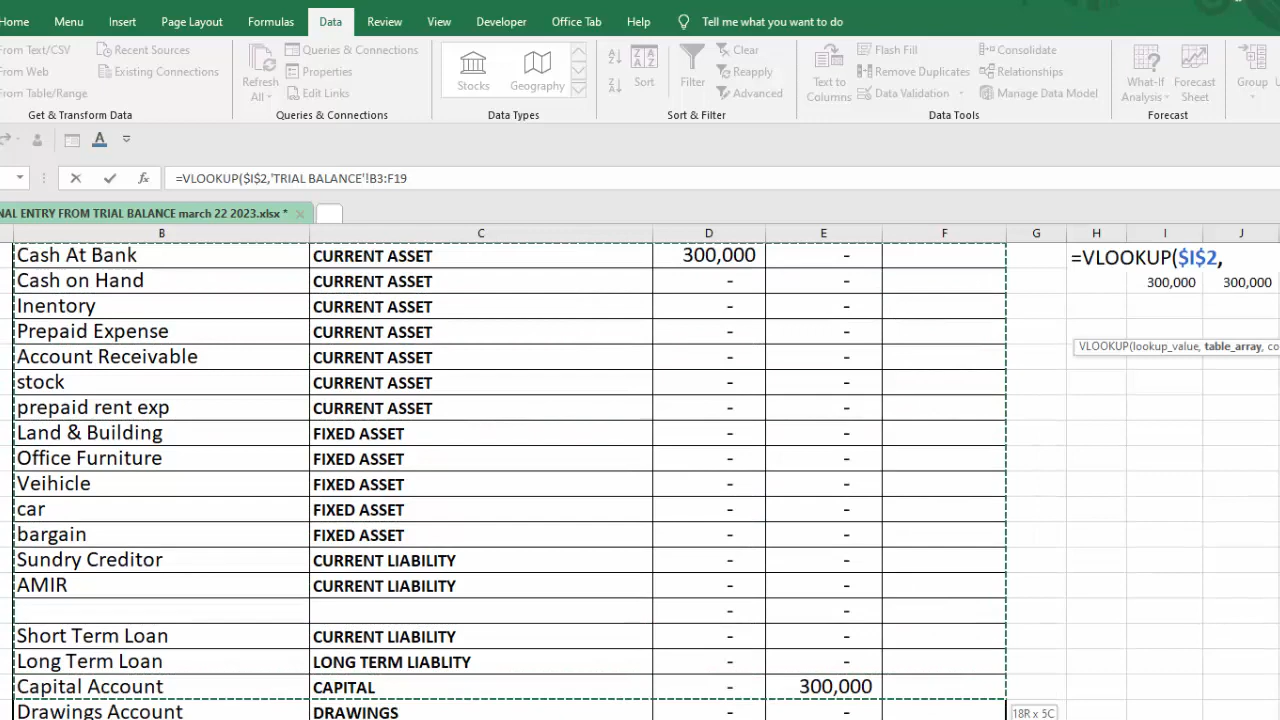 Home Menu Insert Page Layout Formulas Data Review View Developer Office Tab Help Tell me what you want to do
From Text/CSV Recent Sources Queries & Connections Clear Flash Fill Consolidate
From Web Existing Connections Properties Reapply Remove Duplicates Relationships
From Table/Range Edit Links Advanced Data Validation Manage Data Model
Refresh All Stocks Geography Sort Filter Text to Columns What-If Analysis Forecast Sheet Group
Get & Transform Data Queries & Connections Data Types Sort & Filter Data Tools Forecast
A
fx =VLOOKUP($I$2,'TRIAL BALANCE'!B3:F19
NAL ENTRY FROM TRIAL BALANCE march 22 2023.xlsx *
B C D E F G H I J
Cash At Bank CURRENT ASSET 300,000 - =VLOOKUP($I$2,
Cash on Hand CURRENT ASSET - - 300,000 300,000
Inentory CURRENT ASSET - -
Prepaid Expense CURRENT ASSET - -
Account Receivable CURRENT ASSET - - VLOOKUP(lookup_value, table_array, co
stock CURRENT ASSET - -
prepaid rent exp CURRENT ASSET - -
Land & Building FIXED ASSET - -
Office Furniture FIXED ASSET - -
Veihicle FIXED ASSET - -
car FIXED ASSET - -
bargain FIXED ASSET - -
Sundry Creditor CURRENT LIABILITY - -
AMIR CURRENT LIABILITY - -
- -
Short Term Loan CURRENT LIABILITY - -
Long Term Loan LONG TERM LIABLITY - -
Capital Account CAPITAL - 300,000
Drawings Account DRAWINGS - - 18R x 5C